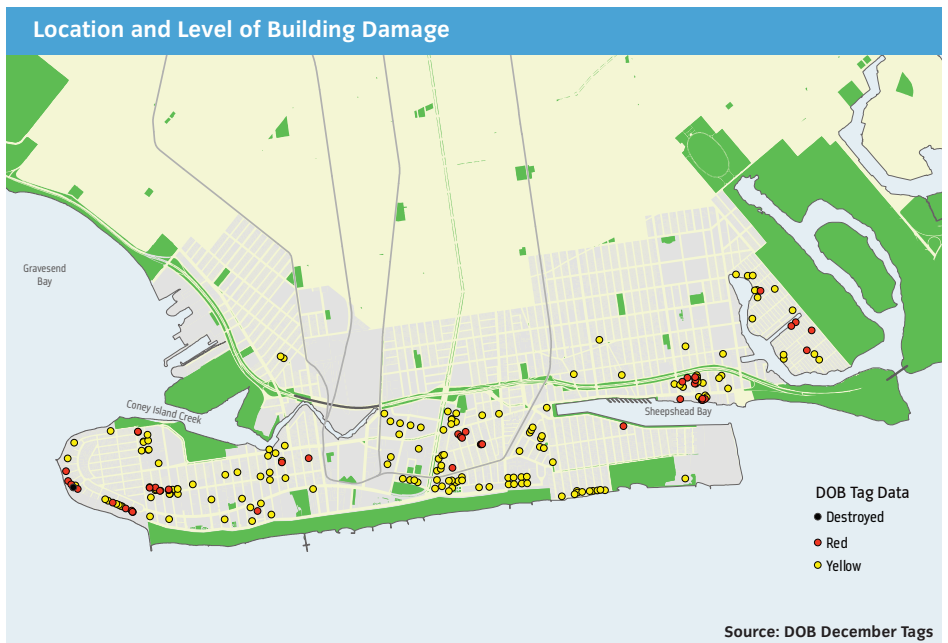 Location and Level of Building Damage
Gravesend
Bay
Coney Island Creek
Sheepshead Bay
DOB Tag Data
Destroyed
Red
Yellow
Source: DOB December Tags